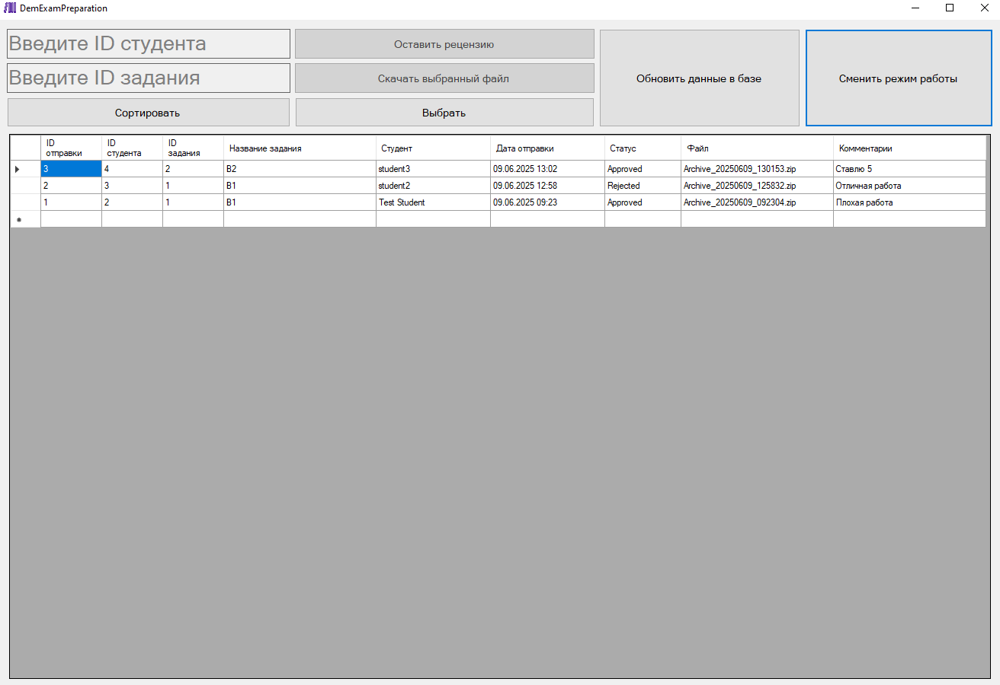 DemExamPreparation
Введите ID студента
Оставить рецензию
Обновить данные в базе
Сменить режим работы
Введите ID задания
Скачать выбранный файл
Сортировать
Выбрать
ID отправки ID студента ID задания Название задания Студент Дата отправки Статус Файл Комментарии
3 4 2 B2 student3 09.06.2025 13:02 Approved Archive_20250609_130153.zip Ставлю 5
2 3 1 B1 student2 09.06.2025 12:58 Rejected Archive_20250609_125832.zip Отличная работа
1 2 1 B1 Test Student 09.06.2025 09:23 Approved Archive_20250609_092304.zip Плохая работа